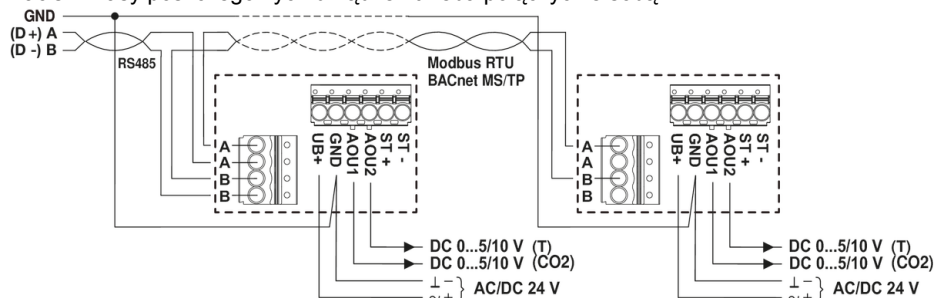 GND
(D+) A
(D -) B
RS485
Modbus RTU
BACnet MS/TP
UB+
GND
AOU1
AOU2
ST +
ST -
A
A
B
B
DC 0...5/10 V (T)
DC 0...5/10 V (CO2)
⊥ –
AC/DC 24 V
UB+
GND
AOU1
AOU2
ST +
ST -
A
A
B
B
DC 0...5/10 V (T)
DC 0...5/10 V (CO2)
⊥ –
AC/DC 24 V